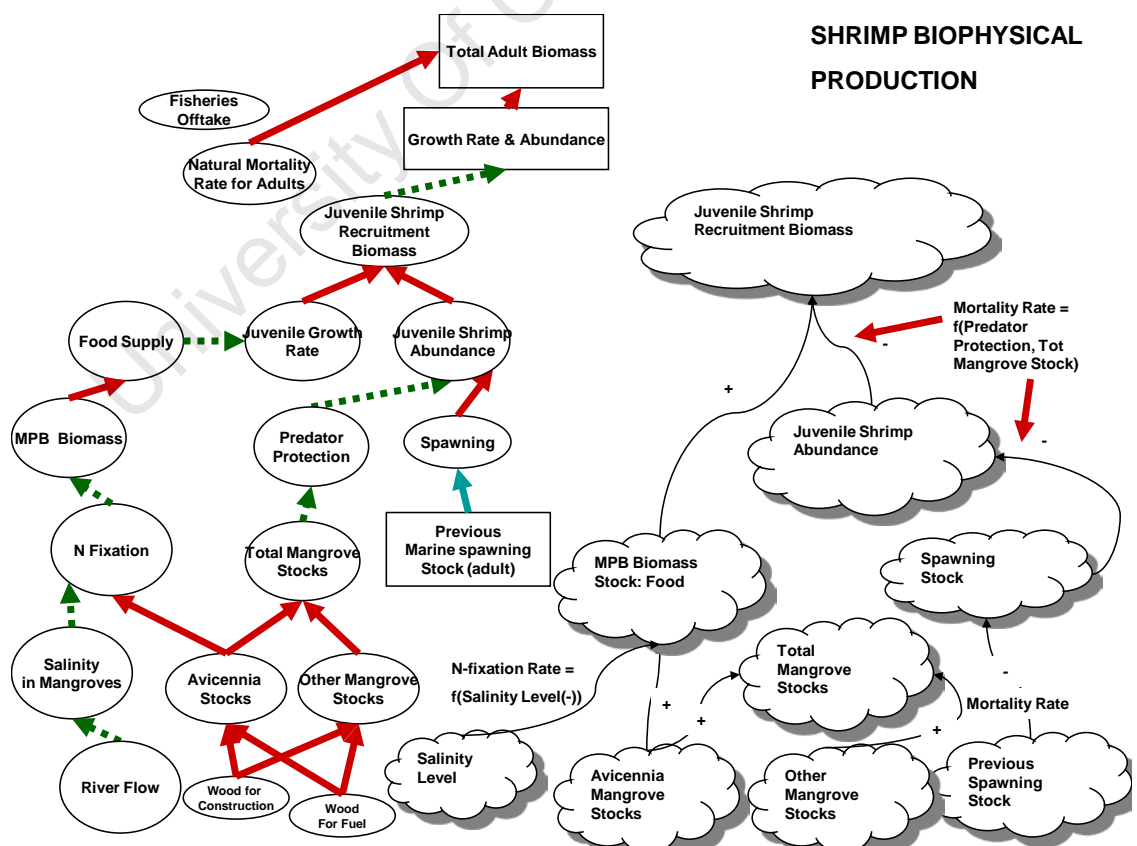 SHRIMP BIOPHYSICAL
PRODUCTION
University Of C
Total Adult Biomass
Fisheries
Offtake
Growth Rate & Abundance
Natural Mortality
Rate for Adults
Juvenile Shrimp
Recruitment
Biomass
Food Supply
Juvenile Growth
Rate
Juvenile Shrimp
Abundance
MPB Biomass
Predator
Protection
Spawning
N Fixation
Total Mangrove
Stocks
Previous
Marine spawning
Stock (adult)
Salinity
in Mangroves
Avicennia
Stocks
Other Mangrove
Stocks
River Flow
Wood for
Construction
Wood
For Fuel
Juvenile Shrimp
Recruitment Biomass
Mortality Rate =
f(Predator
Protection, Tot
Mangrove Stock)
-
+
-
Juvenile Shrimp
Abundance
MPB Biomass
Stock: Food
Spawning
Stock
N-fixation Rate =
f(Salinity Level(-))
Total
Mangrove
Stocks
-
Mortality Rate
+
+
+
Salinity
Level
Avicennia
Mangrove
Stocks
Other
Mangrove
Stocks
Previous
Spawning
Stock